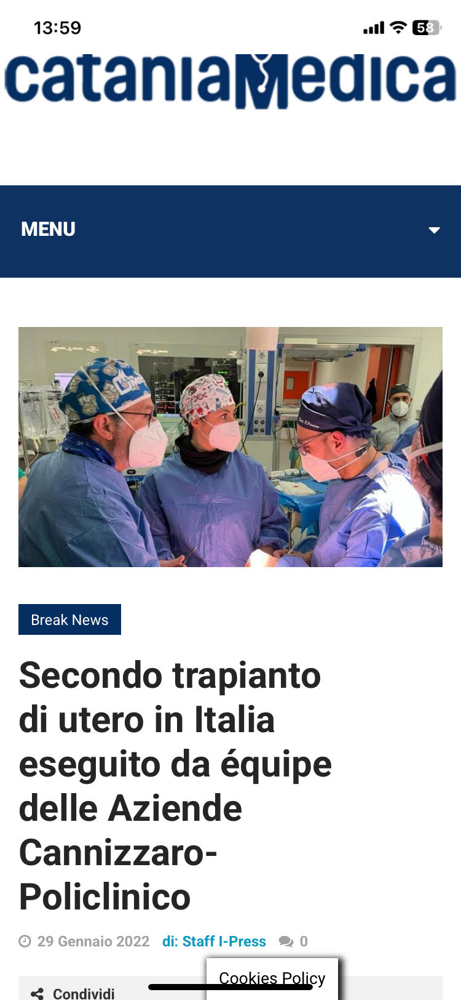 13:59
58
cataniaMedica
MENU
Break News
Secondo trapianto
di utero in Italia
eseguito da équipe
delle Aziende
Cannizzaro-
Policlinico
29 Gennaio 2022 di: Staff I-Press 0
Cookies Policy
Condividi